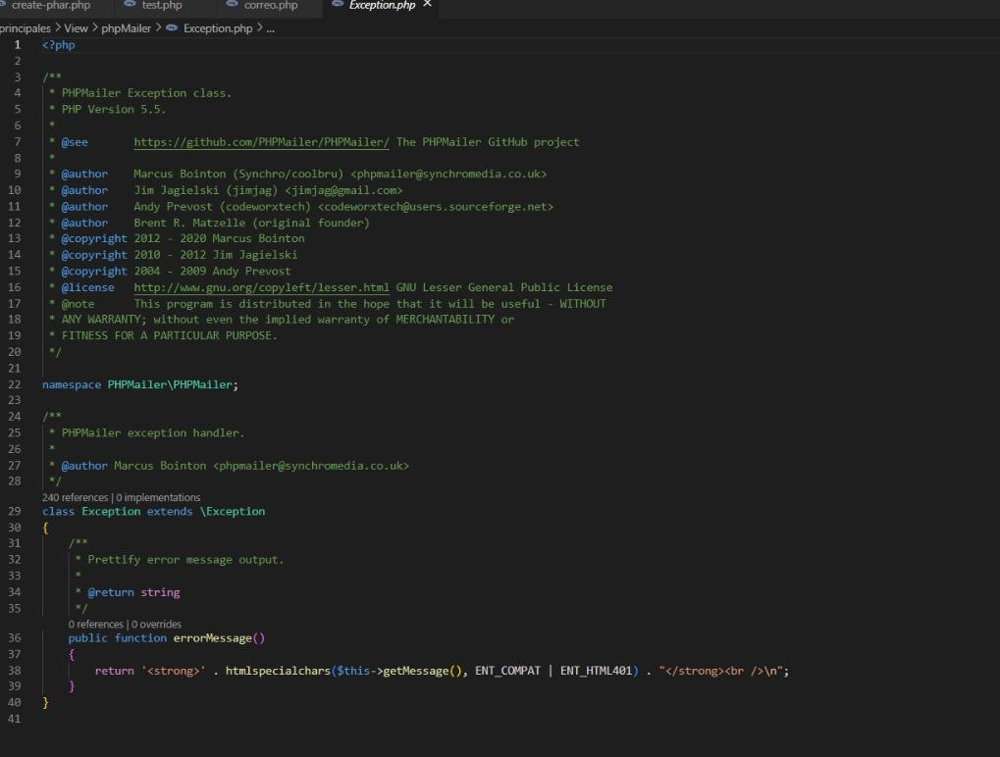 create-phar.php test.php correo.php Exception.php ×
principales > View > phpMailer > Exception.php > ...
1 <?php
2
3 /**
4 * PHPMailer Exception class.
5 * PHP Version 5.5.
6 *
7 * @see https://github.com/PHPMailer/PHPMailer/ The PHPMailer GitHub project
8 *
9 * @author Marcus Bointon (Synchro/coolbru) <phpmailer@synchromedia.co.uk>
10 * @author Jim Jagielski (jimjag) <jimjag@gmail.com>
11 * @author Andy Prevost (codeworxtech) <codeworxtech@users.sourceforge.net>
12 * @author Brent R. Matzelle (original founder)
13 * @copyright 2012 - 2020 Marcus Bointon
14 * @copyright 2010 - 2012 Jim Jagielski
15 * @copyright 2004 - 2009 Andy Prevost
16 * @license http://www.gnu.org/copyleft/lesser.html GNU Lesser General Public License
17 * @note This program is distributed in the hope that it will be useful - WITHOUT
18 * ANY WARRANTY; without even the implied warranty of MERCHANTABILITY or
19 * FITNESS FOR A PARTICULAR PURPOSE.
20 */
21
22 namespace PHPMailer\PHPMailer;
23
24 /**
25 * PHPMailer exception handler.
26 *
27 * @author Marcus Bointon <phpmailer@synchromedia.co.uk>
28 */
240 references | 0 implementations
29 class Exception extends \Exception
30 {
31 /**
32 * Prettify error message output.
33 *
34 * @return string
35 */
0 references | 0 overrides
36 public function errorMessage()
37 {
38 return '<strong>' . htmlspecialchars($this->getMessage(), ENT_COMPAT | ENT_HTML401) . "</strong><br />\n";
39 }
40 }
41